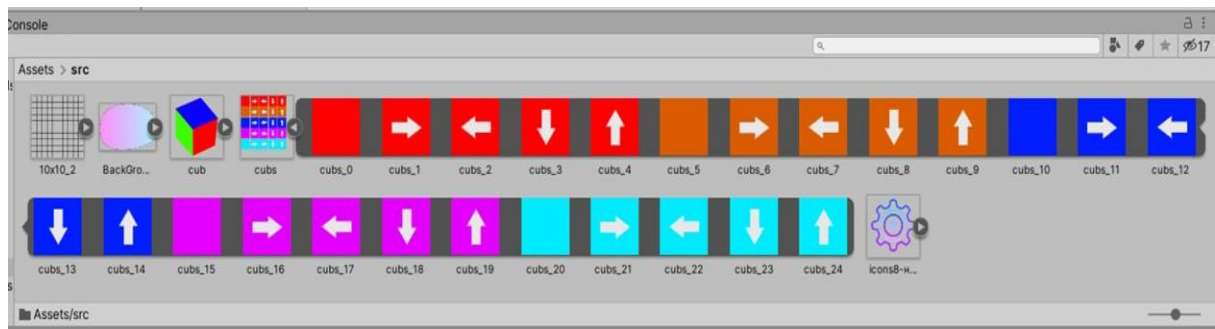 Console
17
Assets > src
10x10_2 BackGro... cub cubs cubs_0 cubs_1 cubs_2 cubs_3 cubs_4 cubs_5 cubs_6 cubs_7 cubs_8 cubs_9 cubs_10 cubs_11 cubs_12
cubs_13 cubs_14 cubs_15 cubs_16 cubs_17 cubs_18 cubs_19 cubs_20 cubs_21 cubs_22 cubs_23 cubs_24 icons8-н...
Assets/src